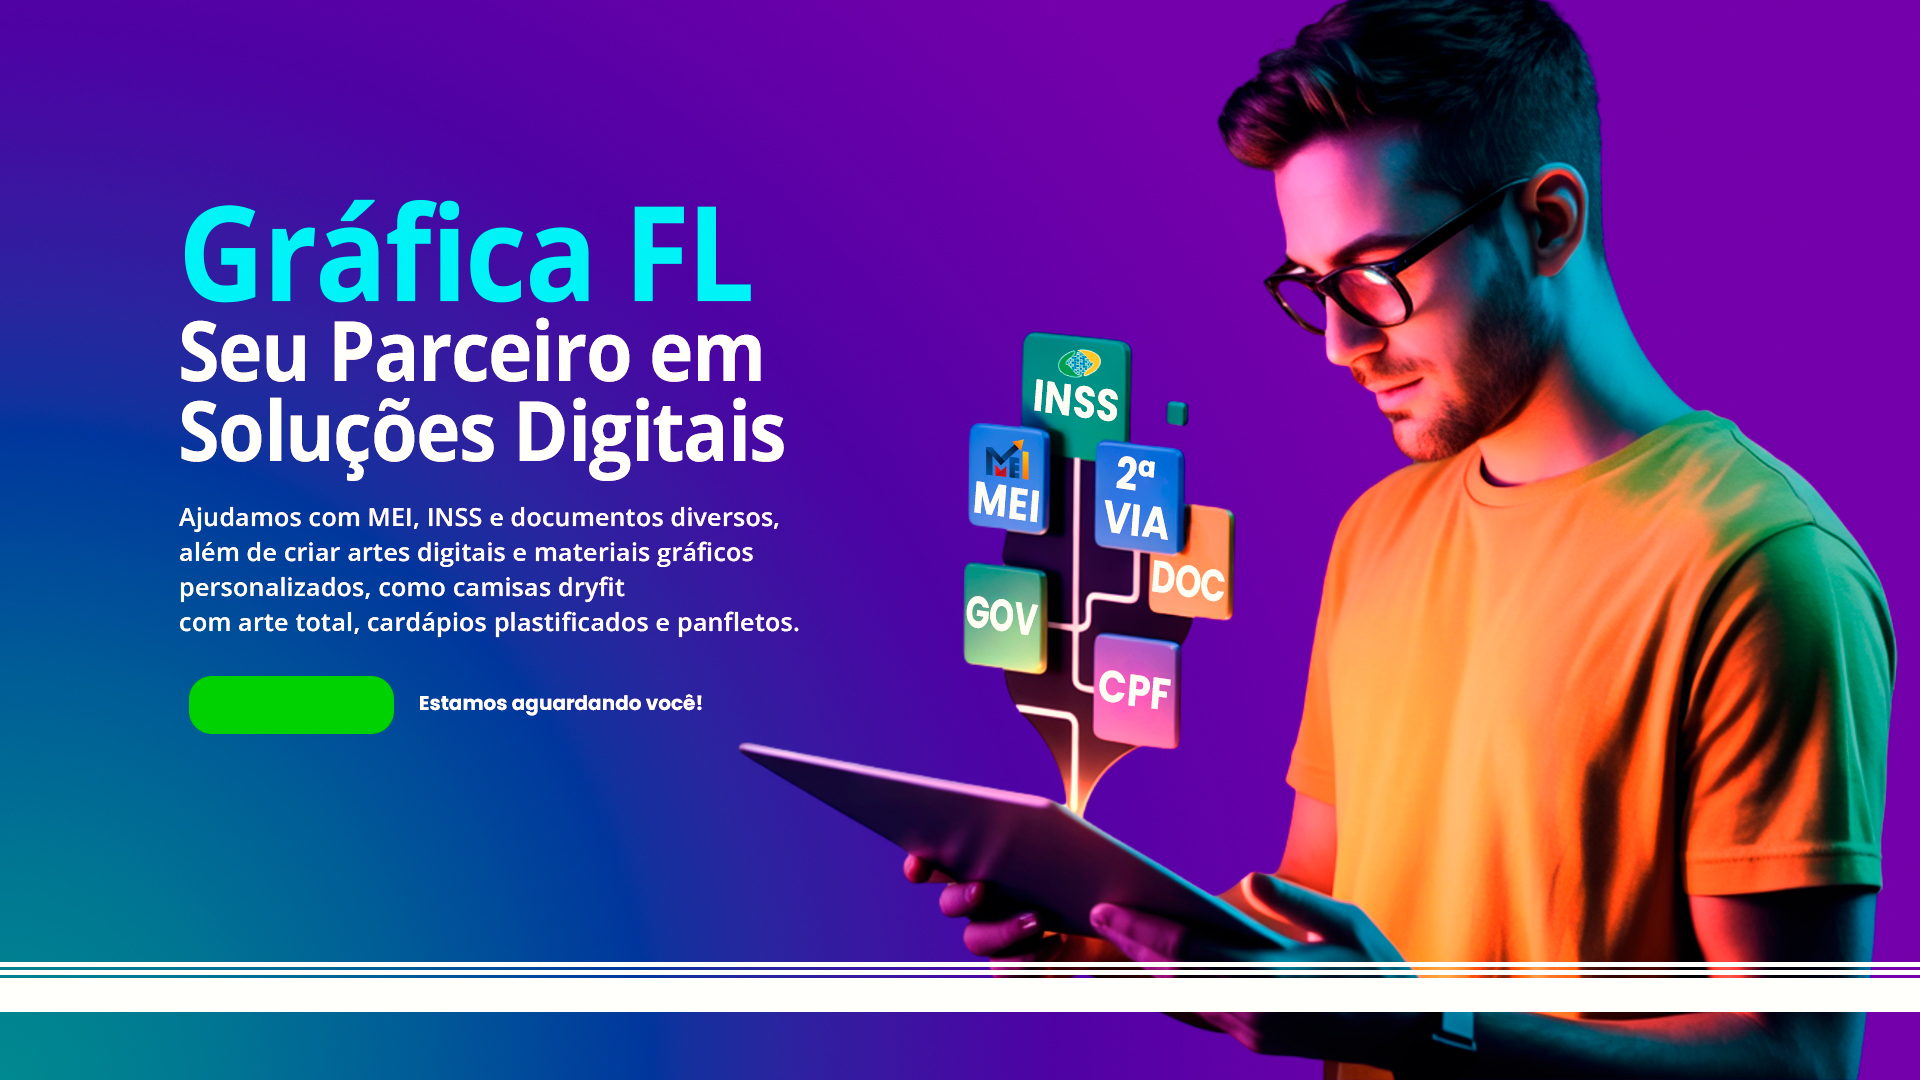 Gráfica FL
Seu Parceiro em
Soluções Digitais
Ajudamos com MEI, INSS e documentos diversos,
além de criar artes digitais e materiais gráficos
personalizados, como camisas dryfit
com arte total, cardápios plastificados e panfletos.
Estamos aguardando você!
INSS
MEI
MEI
2ª
VIA
DOC
GOV
CPF